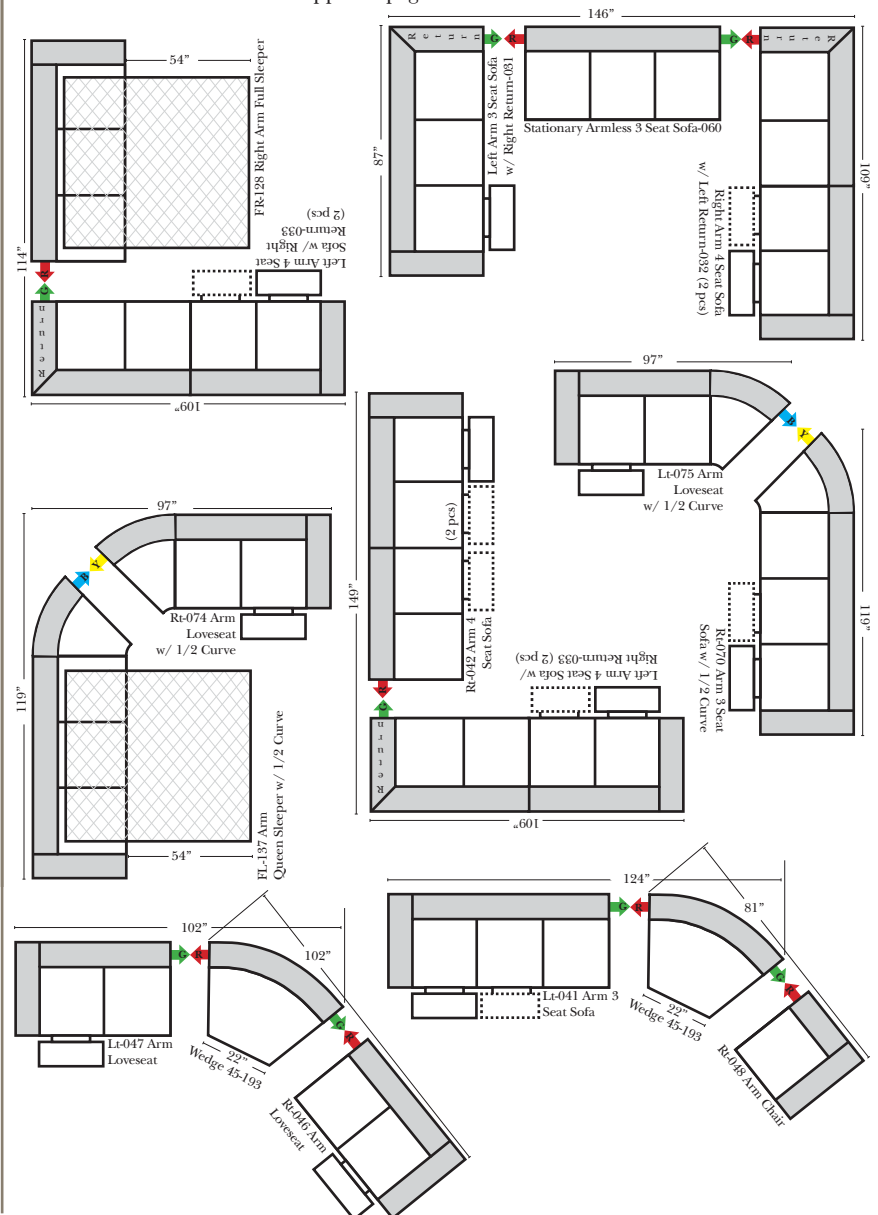 146”
Return
G
R
Left Arm 3 Seat Sofa
w/ Right Return-031
Stationary Armless 3 Seat Sofa-060
G
R
Return
87”
109”
Right Arm 4 Seat Sofa
w/ Left Return-032 (2 pcs)
54”
FR-128 Right Arm Full Sleeper
114”
R
G
Return
Left Arm 4 Seat
Sofa w/ Right
Return-033
(2 pcs)
109”
97”
B
Y
Lt-075 Arm
Loveseat
w/ 1/2 Curve
119”
Rt-070 Arm 3 Seat
Sofa w/ 1/2 Curve
149”
(2 pcs)
Rt-042 Arm 4
Seat Sofa
R
G
Return
Left Arm 4 Seat Sofa w/
Right Return-033 (2 pcs)
109”
97”
B
Y
Rt-074 Arm
Loveseat
w/ 1/2 Curve
119”
54”
FL-137 Arm
Queen Sleeper w/ 1/2 Curve
102”
G
R
102”
Lt-047 Arm
Loveseat
22”
Wedge 45-193
G
R
Rt-046 Arm
Loveseat
124”
G
R
81”
Lt-041 Arm 3
Seat Sofa
22”
Wedge 45-193
G
R
Rt-048 Arm Chair